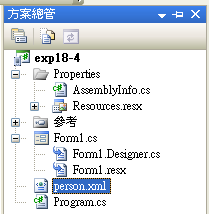 方案總管
exp18-4
Properties
AssemblyInfo.cs
Resources.resx
參考
Form1.cs
Form1.Designer.cs
Form1.resx
person.xml
Program.cs